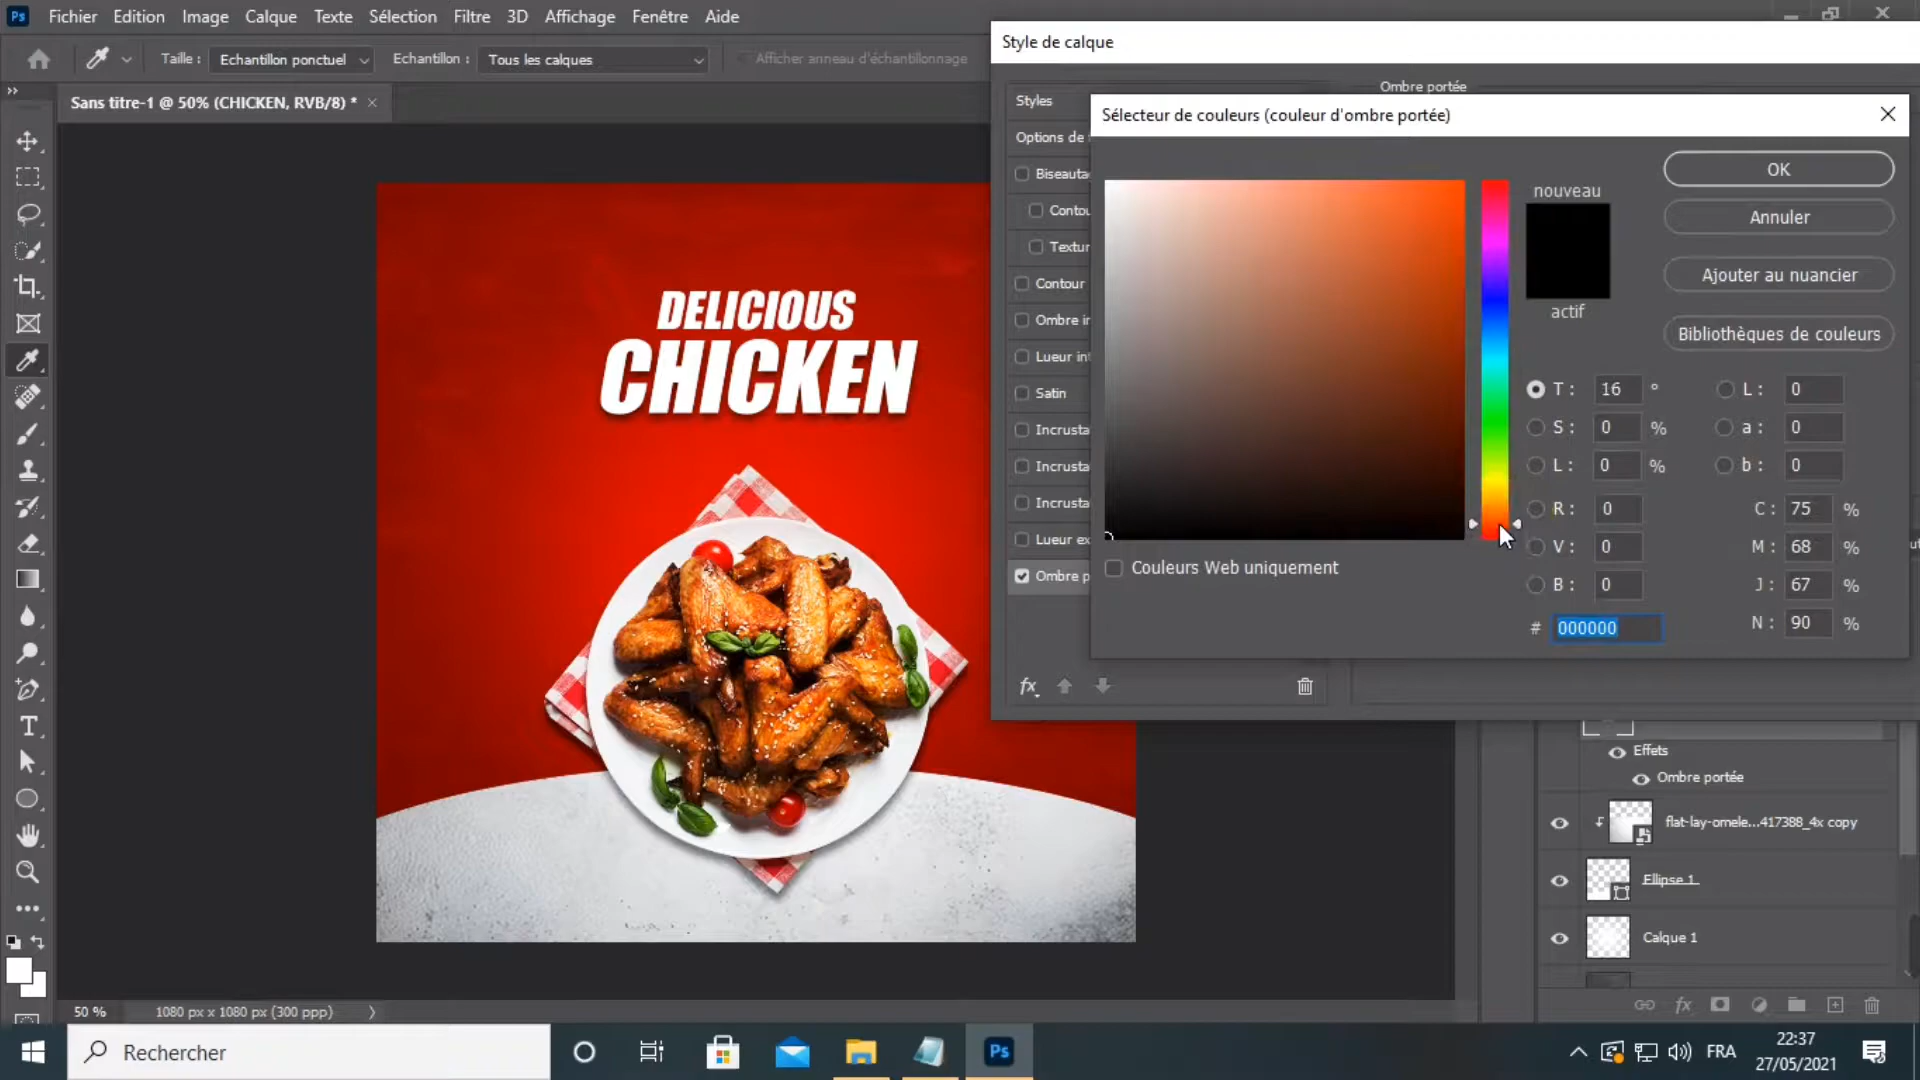 Ps Fichier Edition Image Calque Texte Sélection Filtre 3D Affichage Fenêtre Aide
Taille : Echantillon ponctuel Echantillon : Tous les calques Afficher anneau d'échantillonnage
Sans titre-1 @ 50% (CHICKEN, RVB/8) * ×
DELICIOUS
CHICKEN
Style de calque
Ombre portée
Styles
Options de
Biseauta
Contou
Textur
Contour
Ombre in
Lueur int
Satin
Incrusta
Incrusta
Incrusta
Lueur ex
Ombre p
fx
Sélecteur de couleurs (couleur d'ombre portée)
nouveau
actif
OK
Annuler
Ajouter au nuancier
Bibliothèques de couleurs
T : 16 ° L : 0
S : 0 % a : 0
L : 0 % b : 0
R : 0 C : 75 %
V : 0 M : 68 %
B : 0 J : 67 %
# 000000 N : 90 %
Couleurs Web uniquement
Effets
Ombre portée
flat-lay-omele...417388_4x copy
Ellipse 1
Calque 1
fx
50 % 1080 px x 1080 px (300 ppp)
Rechercher
Ps
FRA
22:37
27/05/2021